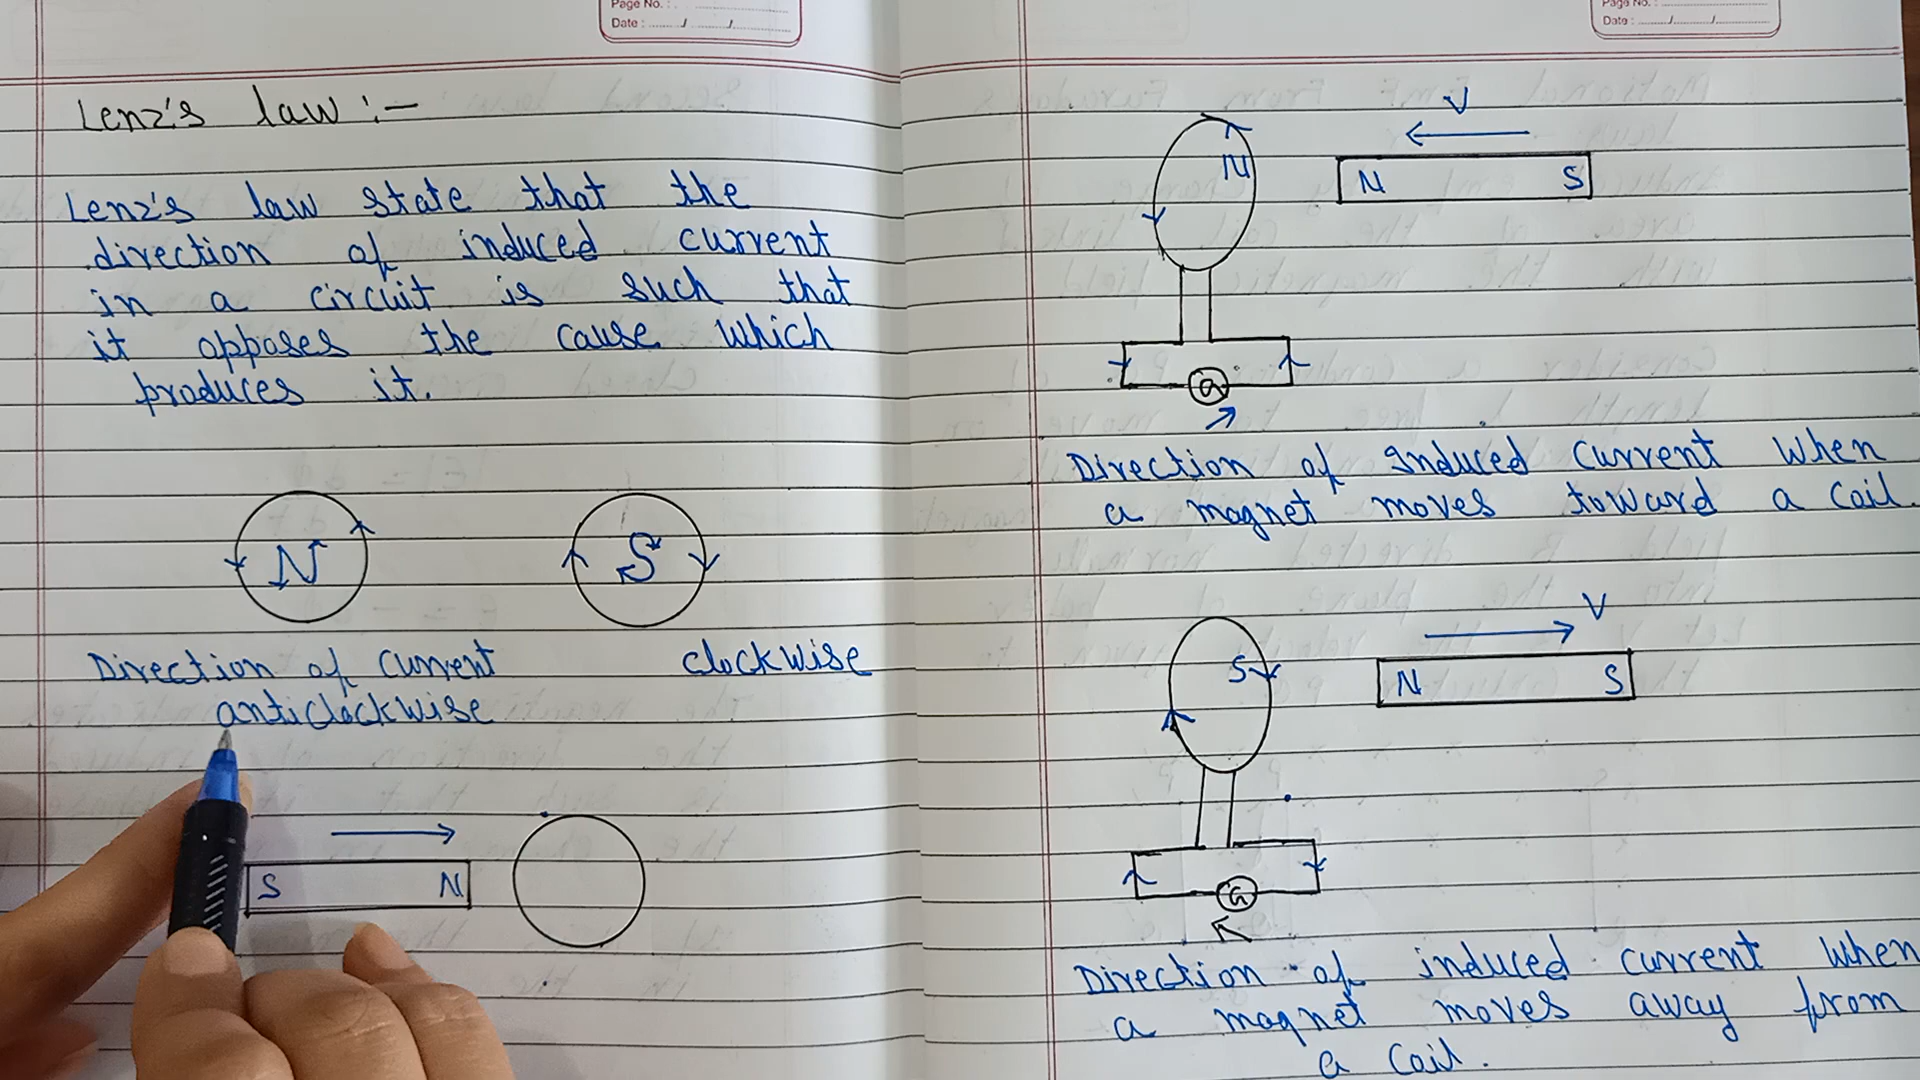 Page No. :
Date : ....../....../......
Lenz's law :-
Lenz's law state that the
direction of induced current
in a circuit is such that
it opposes the cause which
produces it.
N S
Direction of current clockwise
anticlockwise
S N
Page No. :
Date : ....../....../......
V
N
N S
G
Direction of Induced Current When
a magnet moves toward a Coil.
V
S
N S
G
Direction of induced current When
a magnet moves away from
a Coil.